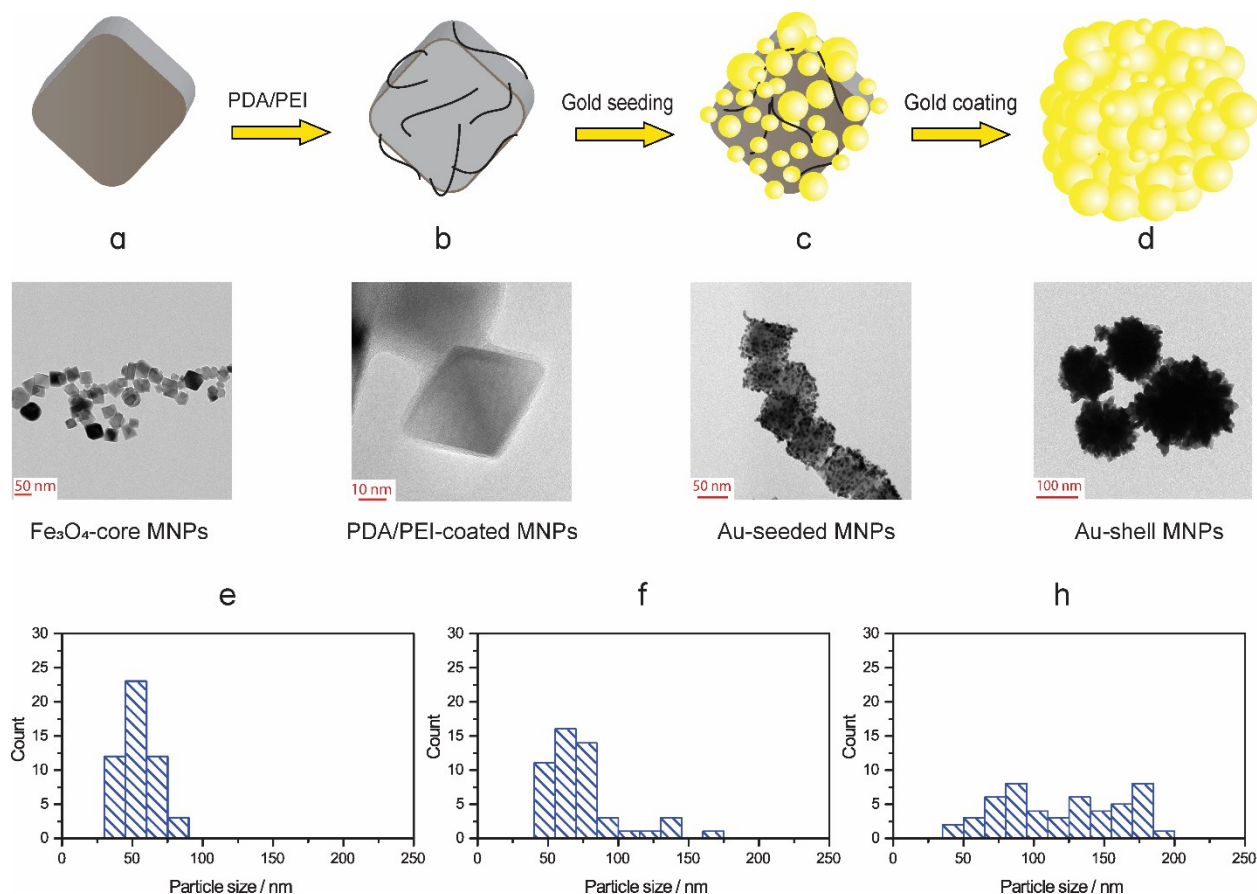 PDA/PEI
Gold seeding
Gold coating
a
b
c
d
50 nm
10 nm
50 nm
100 nm
Fe₃O₄-core MNPs
PDA/PEI-coated MNPs
Au-seeded MNPs
Au-shell MNPs
e
f
h
Count
30
25
20
15
10
5
0
0
50
100
150
200
250
Particle size / nm
Count
30
25
20
15
10
5
0
0
50
100
150
200
250
Particle size / nm
Count
30
25
20
15
10
5
0
0
50
100
150
200
250
Particle size / nm